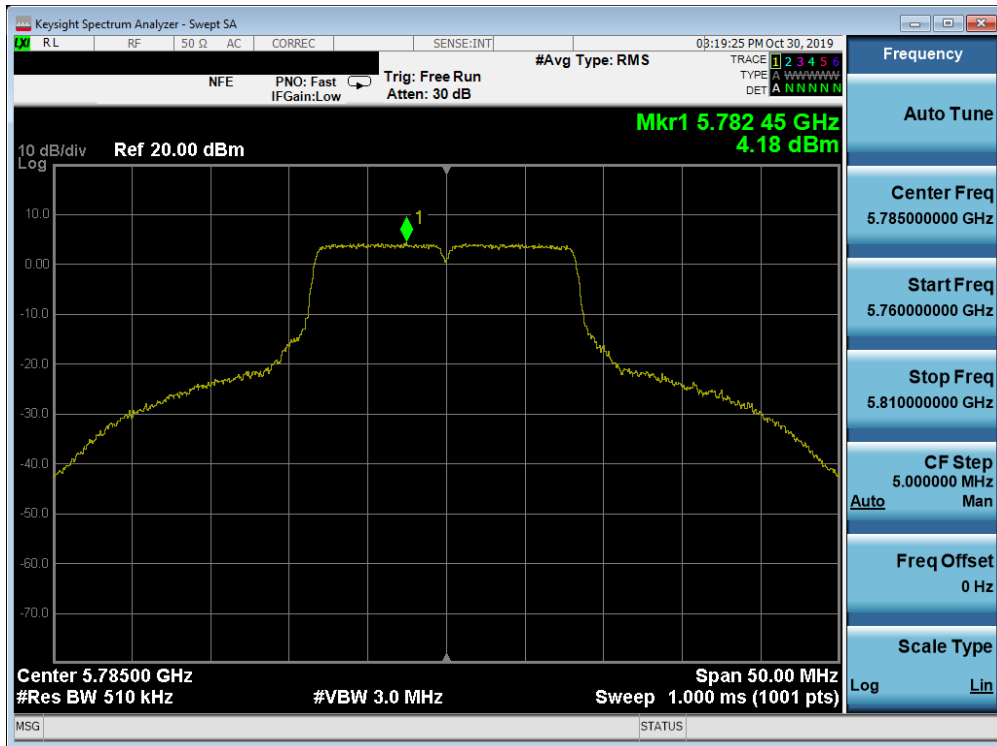 Keysight Spectrum Analyzer - Swept SA
LXI RL RF 50 Ω AC CORREC SENSE:INT 03:19:25 PM Oct 30, 2019
#Avg Type: RMS TRACE 1 2 3 4 5 6
NFE PNO: Fast Trig: Free Run TYPE A WWWWW
IFGain:Low Atten: 30 dB DET A N N N N N
Mkr1 5.782 45 GHz
4.18 dBm
10 dB/div Ref 20.00 dBm
Log
1
10.0
0.00
-10.0
-20.0
-30.0
-40.0
-50.0
-60.0
-70.0
Center 5.78500 GHz Span 50.00 MHz
#Res BW 510 kHz #VBW 3.0 MHz Sweep 1.000 ms (1001 pts)
MSG STATUS
Frequency
Auto Tune
Center Freq
5.785000000 GHz
Start Freq
5.760000000 GHz
Stop Freq
5.810000000 GHz
CF Step
5.000000 MHz
Auto Man
Freq Offset
0 Hz
Scale Type
Log Lin